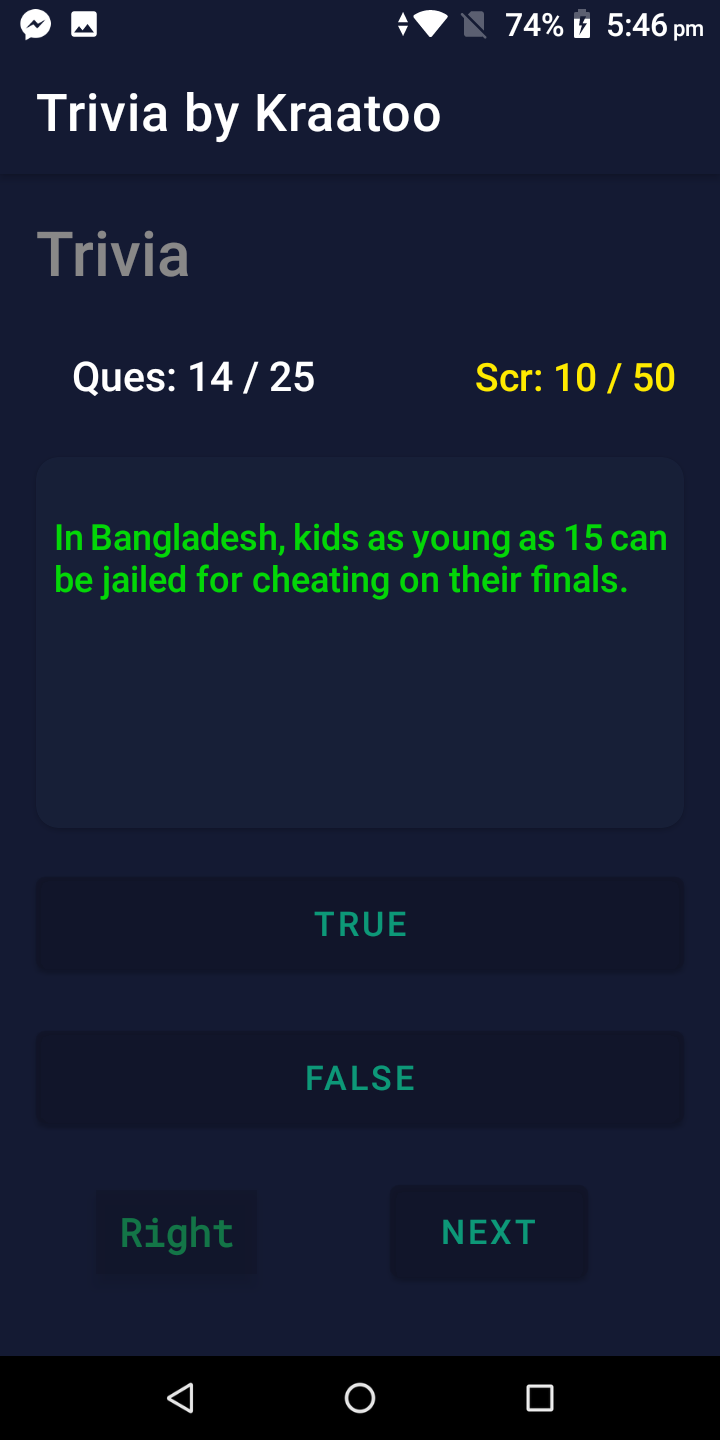 74% 5:46 pm
Trivia by Kraatoo
Trivia
Ques: 14 / 25 Scr: 10 / 50
In Bangladesh, kids as young as 15 can
be jailed for cheating on their finals.
TRUE
FALSE
Right NEXT